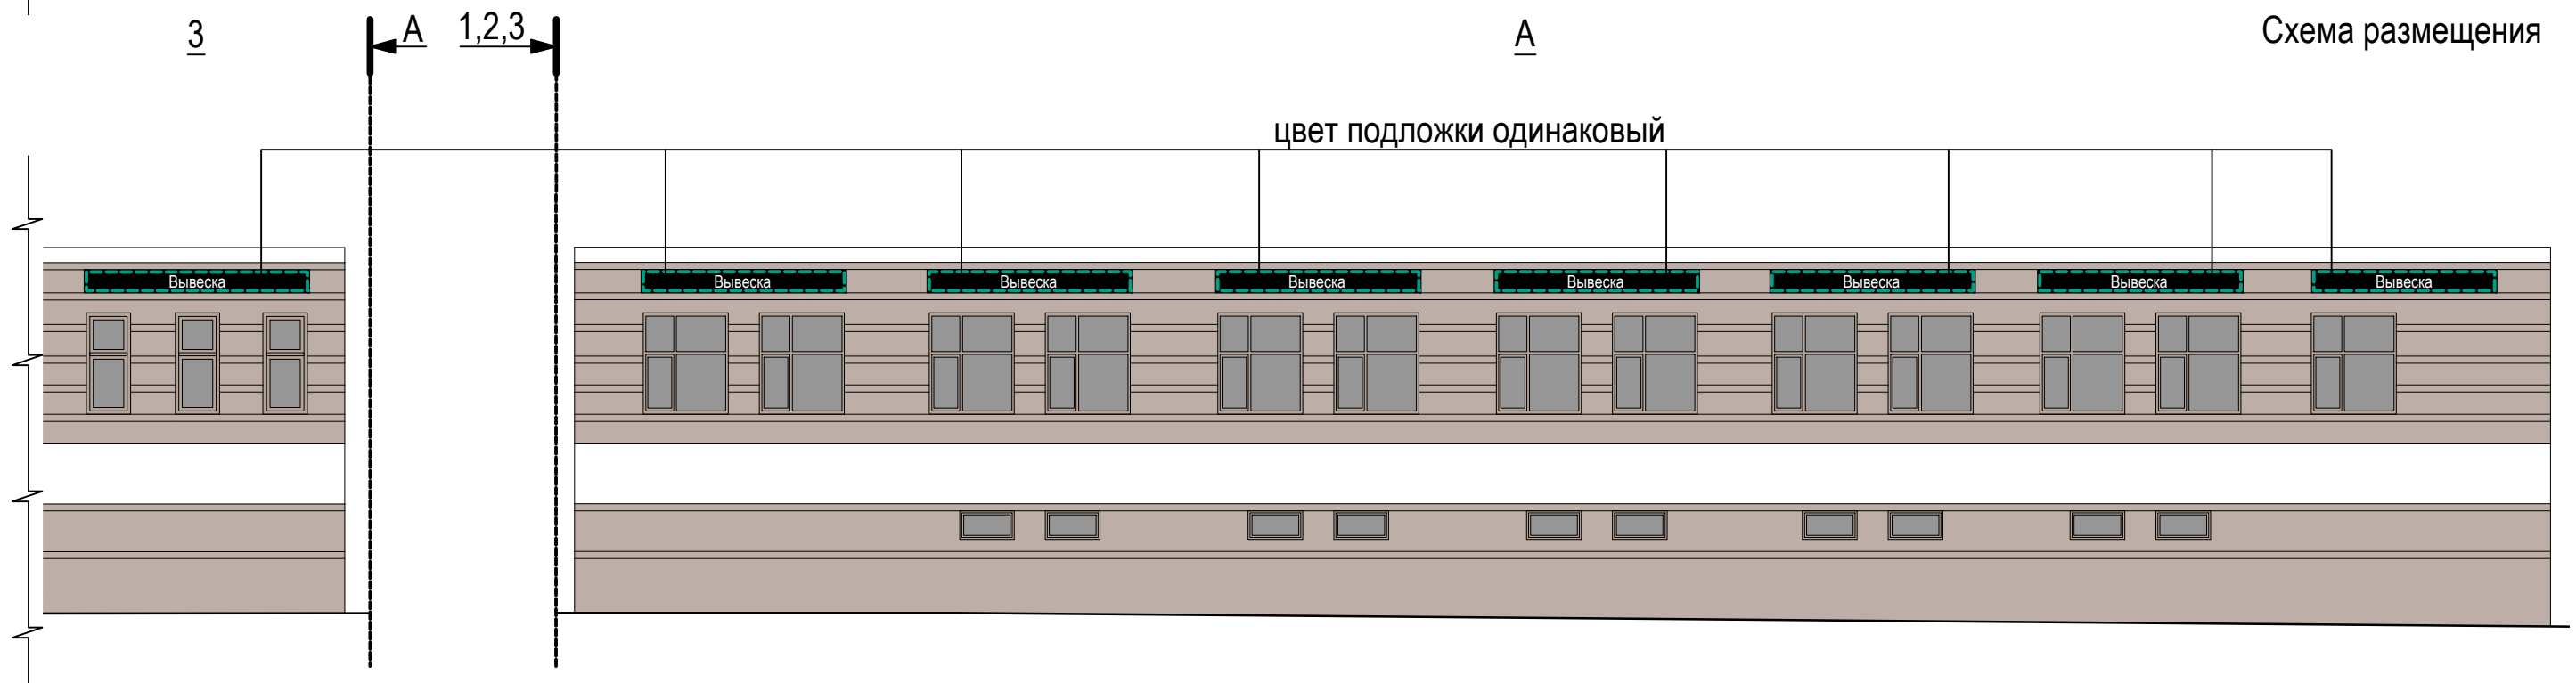 3
А
1,2,3
А
Схема размещения
цвет подложки одинаковый
Вывеска
Вывеска
Вывеска
Вывеска
Вывеска
Вывеска
Вывеска
Вывеска